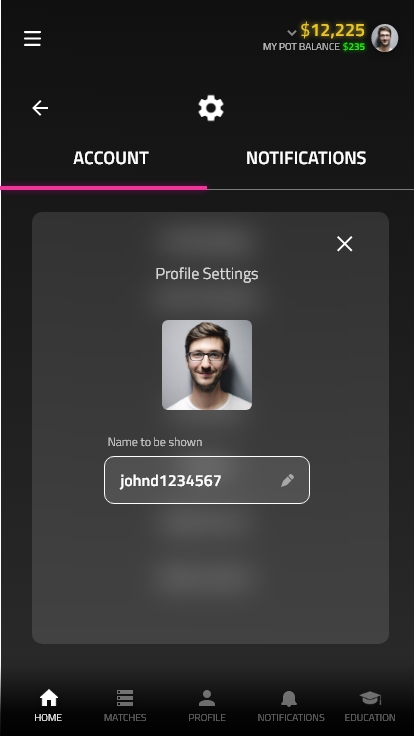 $12,225
MY POT BALANCE $235
ACCOUNT
NOTIFICATIONS
Profile Settings
Name to be shown
johnd1234567
HOME
MATCHES
PROFILE
NOTIFICATIONS
EDUCATION